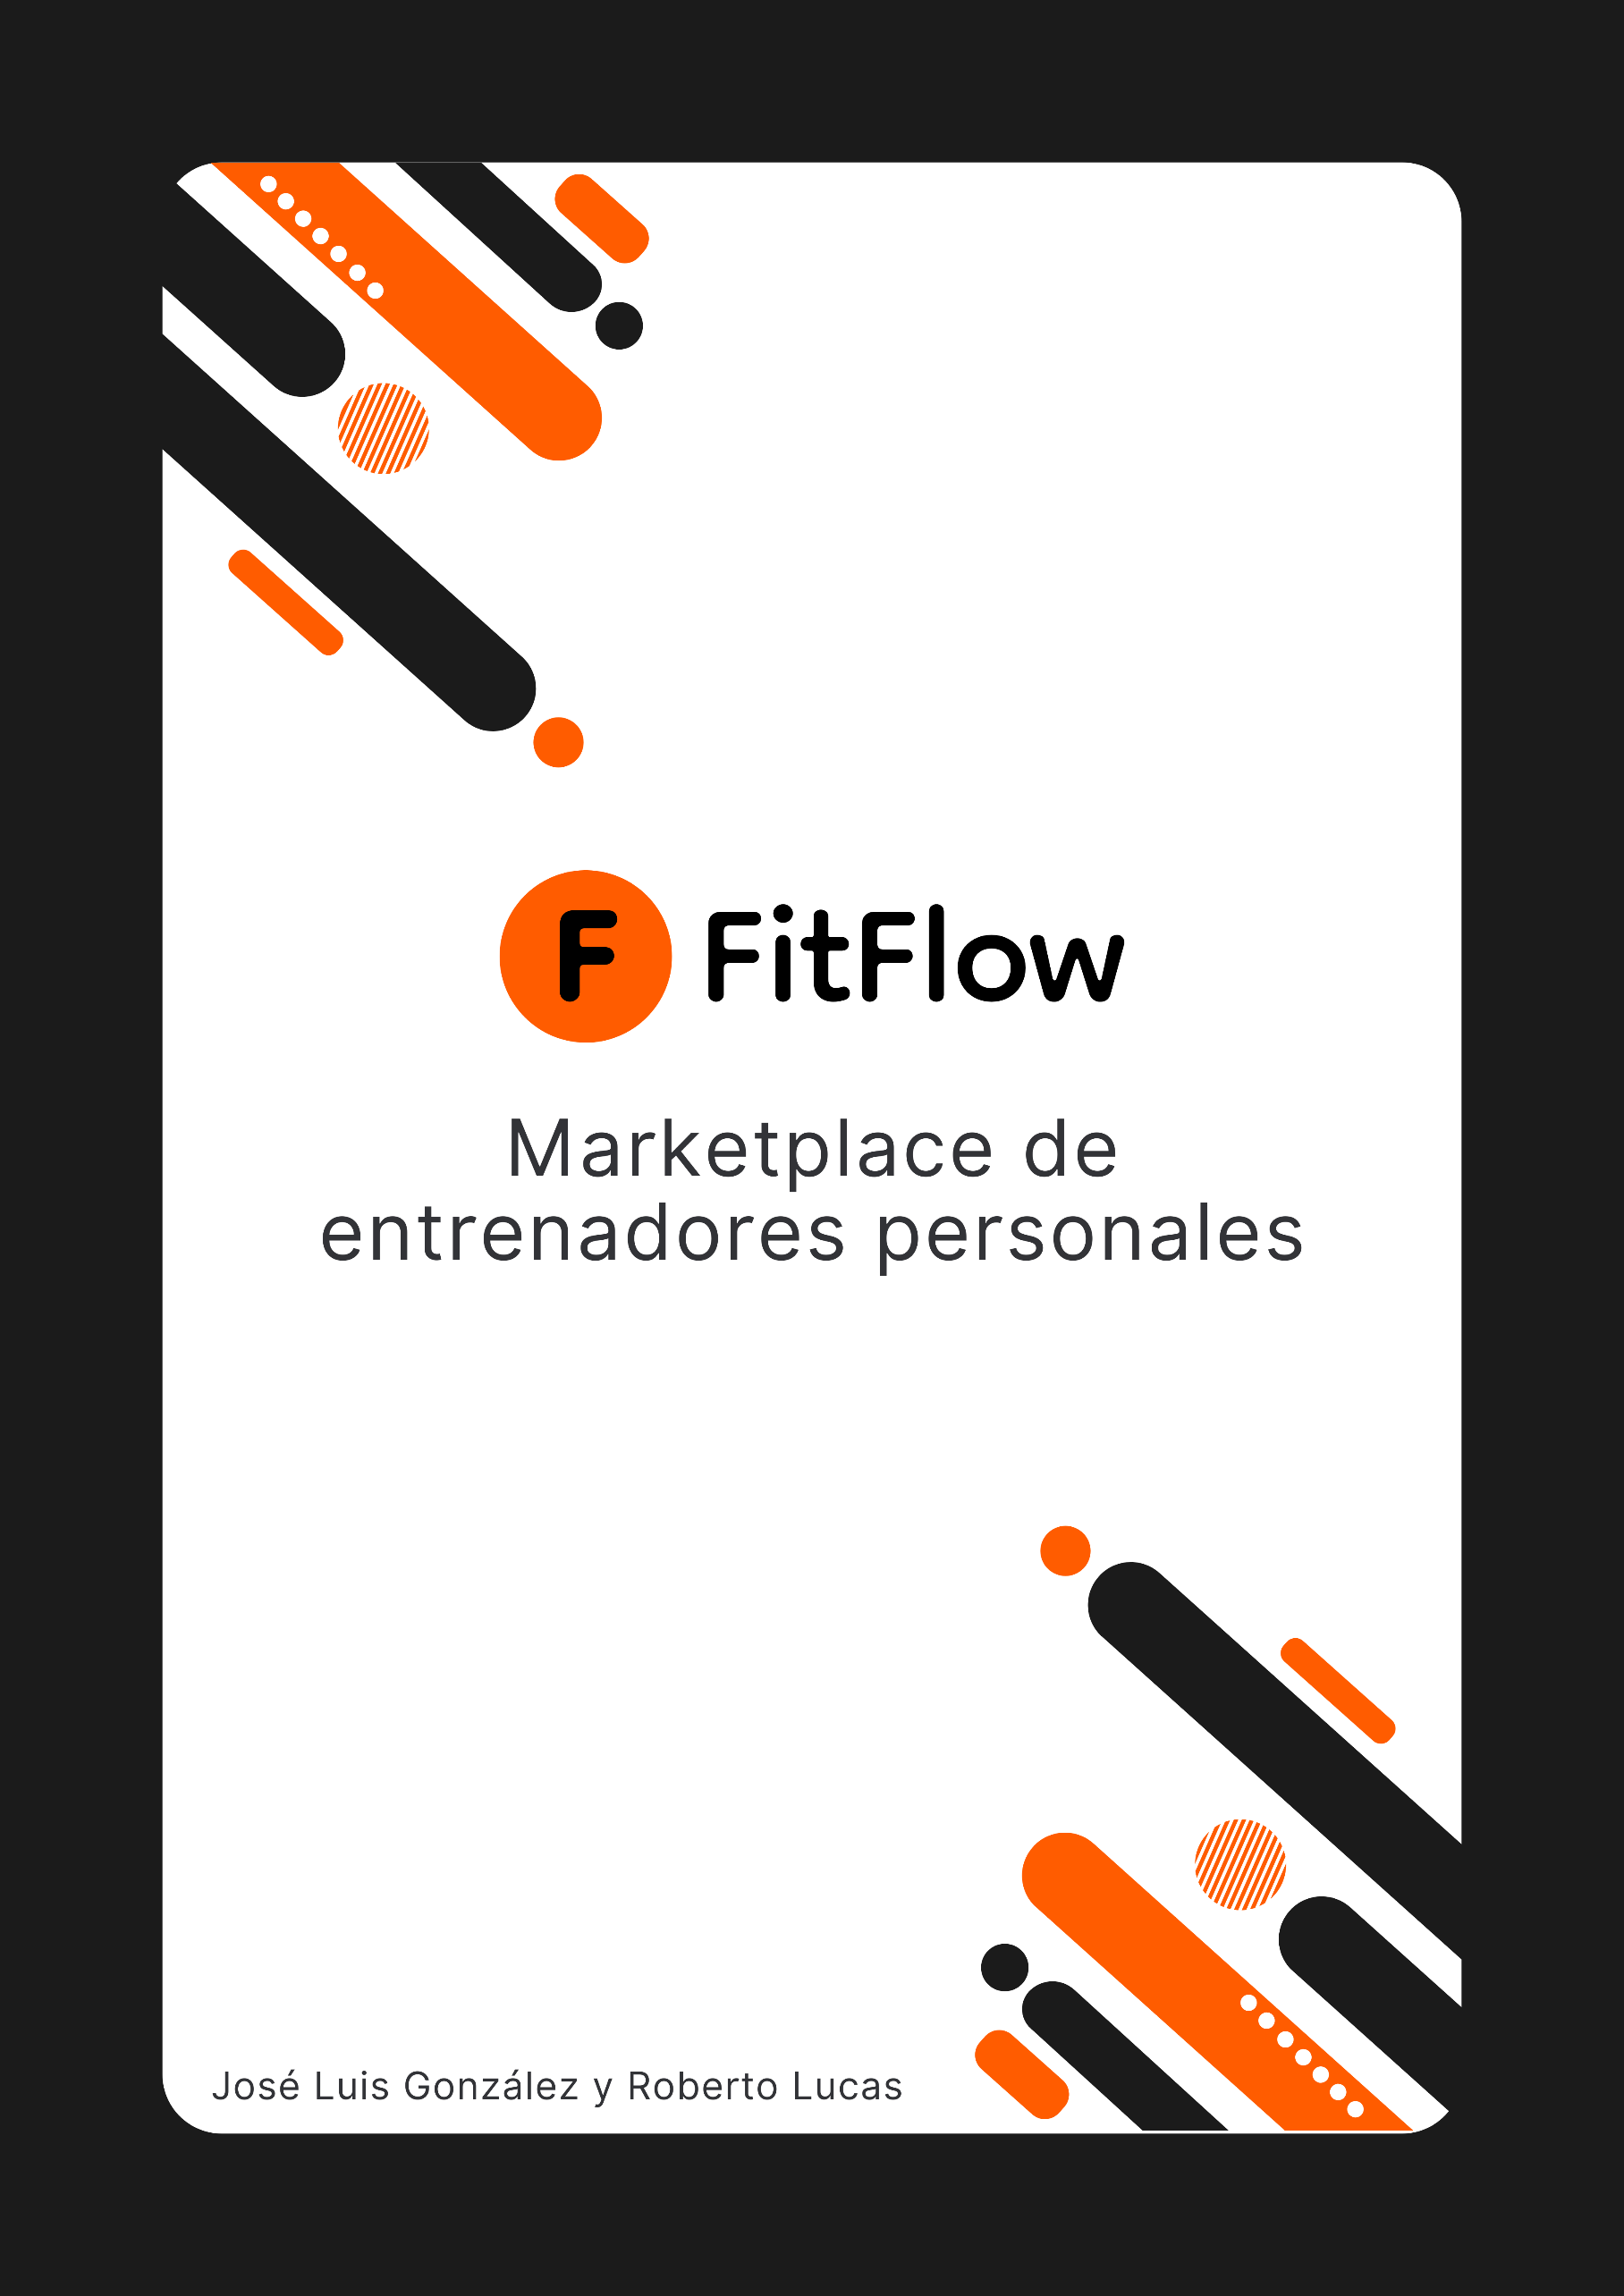 F FitFlow
Marketplace de
entrenadores personales
José Luis González y Roberto Lucas